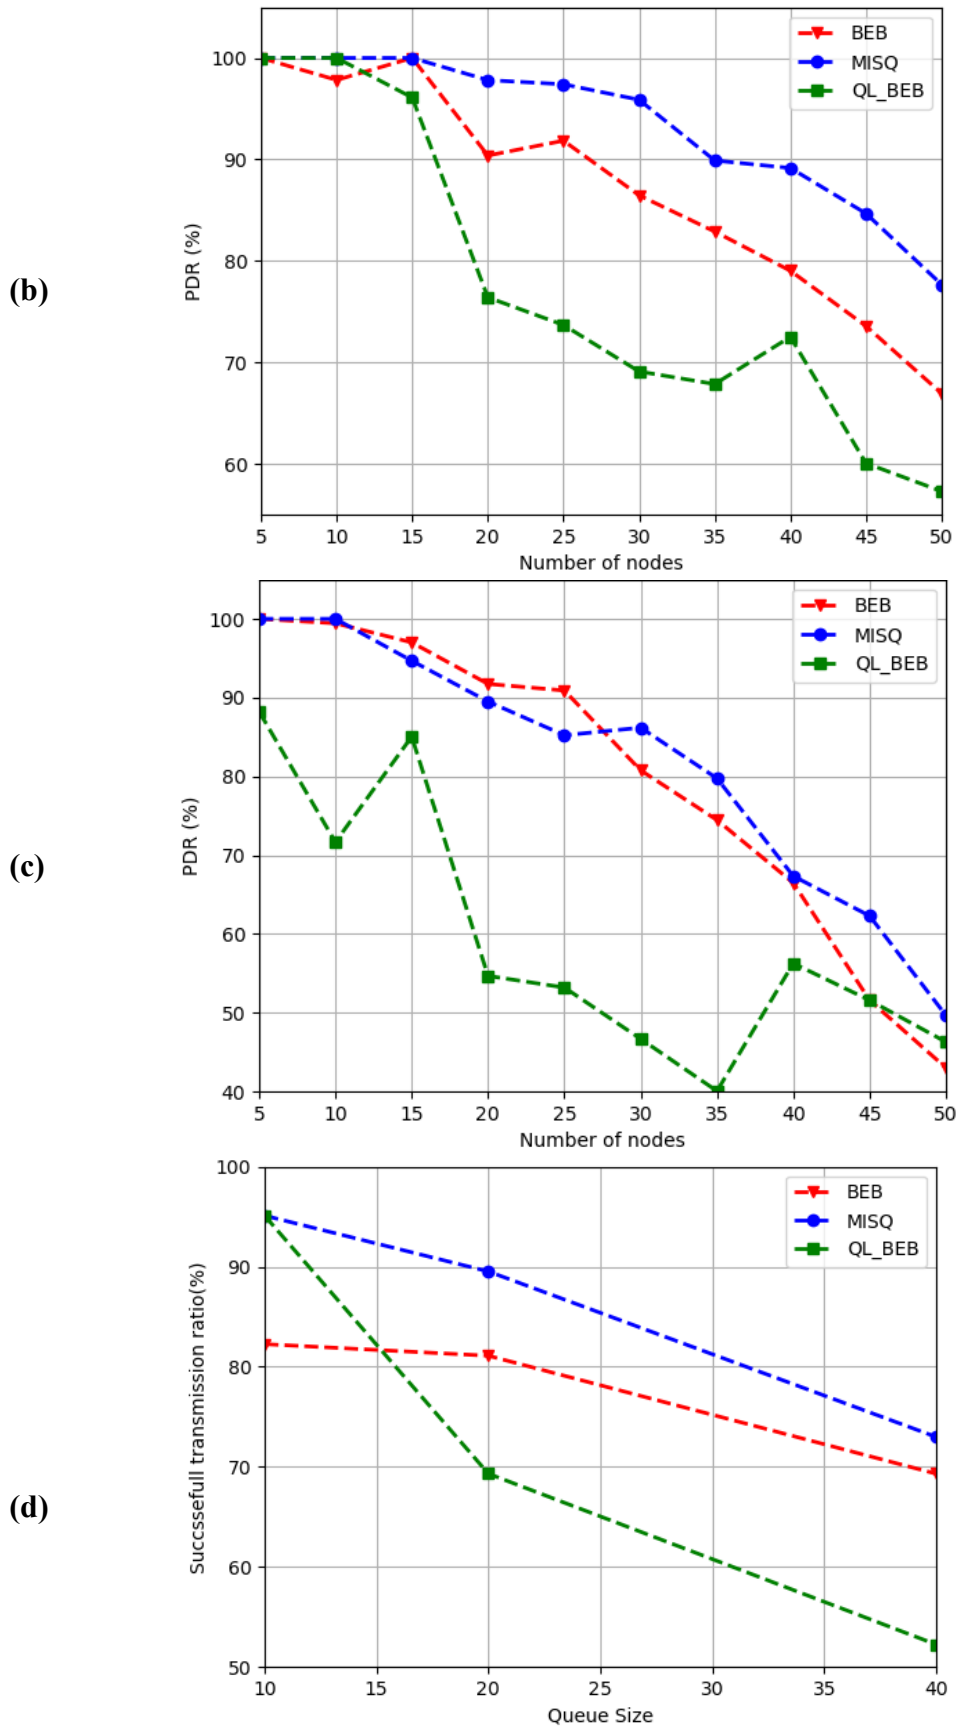 (b)
PDR (%)
100
90
80
70
60
BEB
MISQ
QL_BEB
5 10 15 20 25 30 35 40 45 50
Number of nodes
(c)
PDR (%)
100
90
80
70
60
50
40
BEB
MISQ
QL_BEB
5 10 15 20 25 30 35 40 45 50
Number of nodes
(d)
Succssefull transmission ratio(%)
100
90
80
70
60
50
BEB
MISQ
QL_BEB
10 15 20 25 30 35 40
Queue Size